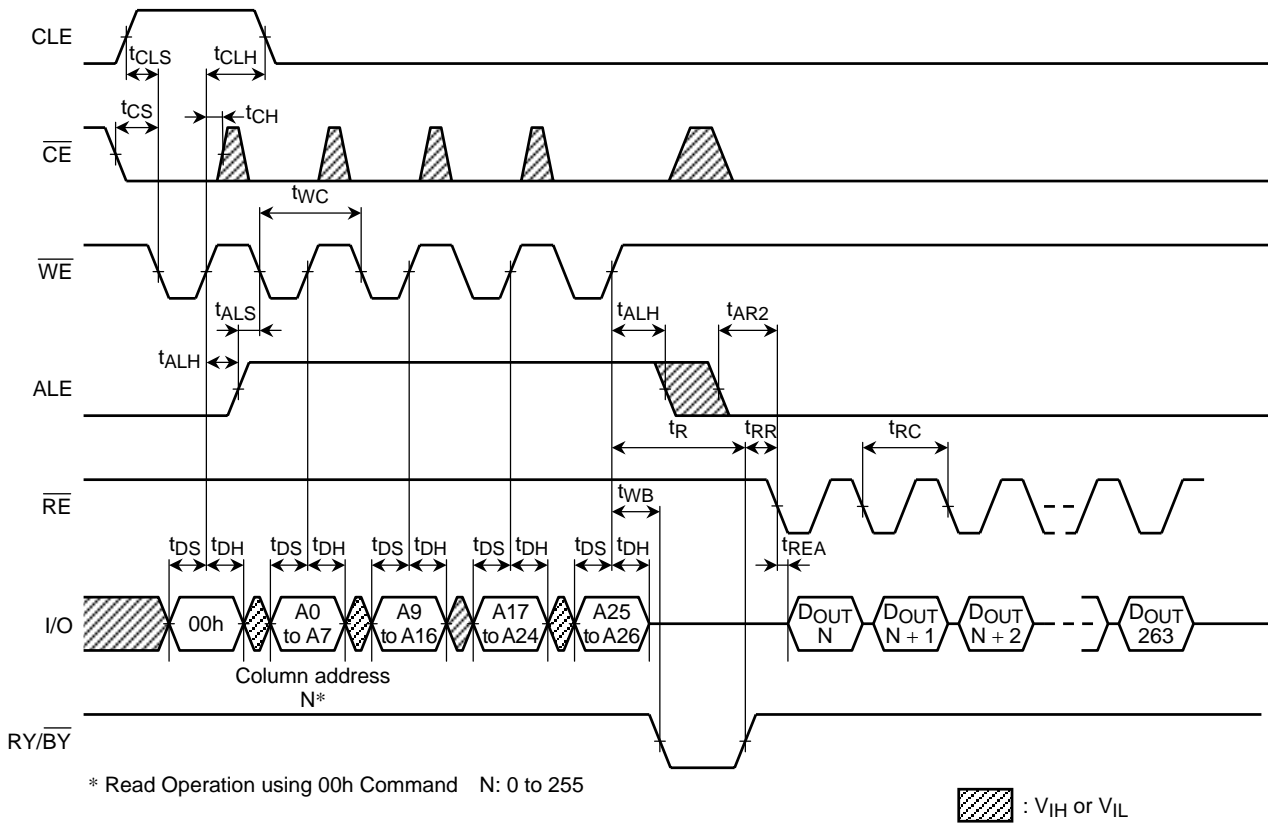 CLE
tCLS
tCLH
tCS
tCH
CE
tWC
WE
tALS
tALH
tAR2
tALH
ALE
tR
tRR
tRC
RE
tWB
tREA
tDS tDH tDS tDH tDS tDH tDS tDH tDS tDH
I/O
00h
A0
to A7
A9
to A16
A17
to A24
A25
to A26
DOUT
N
DOUT
N + 1
DOUT
N + 2
DOUT
263
Column address
N*
RY/BY
* Read Operation using 00h Command N: 0 to 255
: VIH or VIL